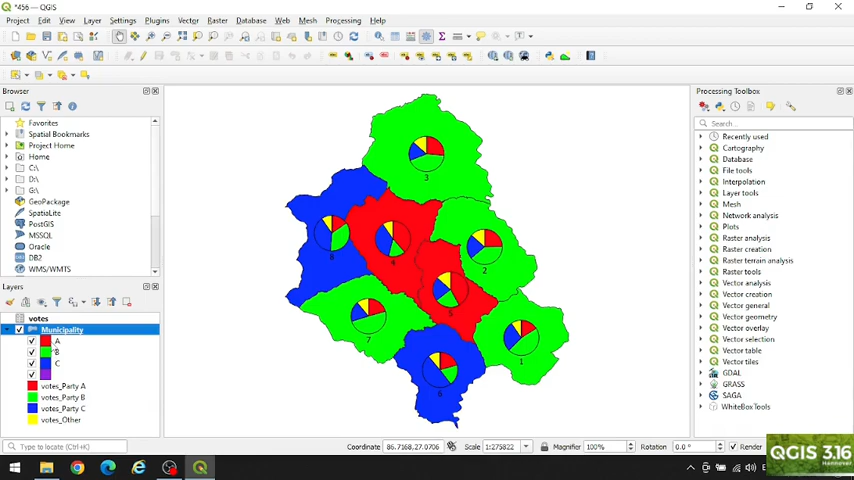 *456 — QGIS
Project Edit View Layer Settings Plugins Vector Raster Database Web Mesh Processing Help
Browser
Favorites
Spatial Bookmarks
Project Home
Home
C:\
D:\
G:\
GeoPackage
SpatiaLite
PostGIS
MSSQL
Oracle
DB2
WMS/WMTS
Layers
votes
Municipality
A
B
C
votes_Party A
votes_Party B
votes_Party C
votes_Other
3
8
4
2
5
7
1
6
Processing Toolbox
Search...
Recently used
Cartography
Database
File tools
Interpolation
Layer tools
Mesh
Network analysis
Plots
Raster analysis
Raster creation
Raster terrain analysis
Raster tools
Vector analysis
Vector creation
Vector general
Vector geometry
Vector overlay
Vector selection
Vector table
Vector tiles
GDAL
GRASS
SAGA
WhiteBoxTools
Type to locate (Ctrl+K)
Coordinate 86.7168,27.0706 Scale 1:275822 Magnifier 100% Rotation 0.0 ° Render
QGIS 3.16
Hannover